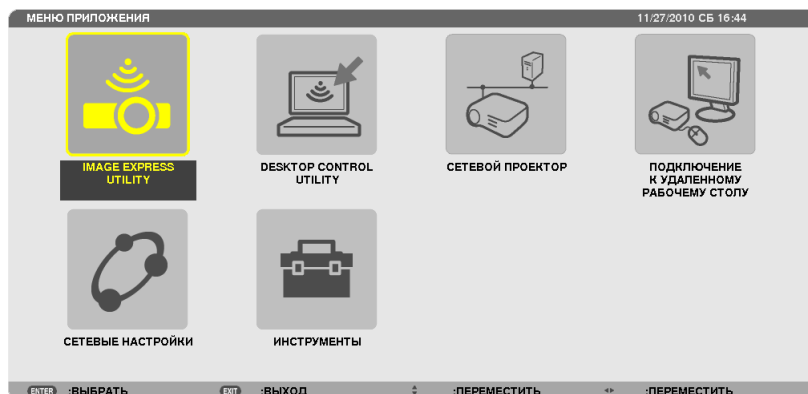 МЕНЮ ПРИЛОЖЕНИЯ 11/27/2010 СБ 16:44
IMAGE EXPRESS
UTILITY
DESKTOP CONTROL
UTILITY
СЕТЕВОЙ ПРОЕКТОР
ПОДКЛЮЧЕНИЕ
К УДАЛЕННОМУ
РАБОЧЕМУ СТОЛУ
СЕТЕВЫЕ НАСТРОЙКИ
ИНСТРУМЕНТЫ
ENTER :ВЫБРАТЬ EXIT :ВЫХОД :ПЕРЕМЕСТИТЬ :ПЕРЕМЕСТИТЬ